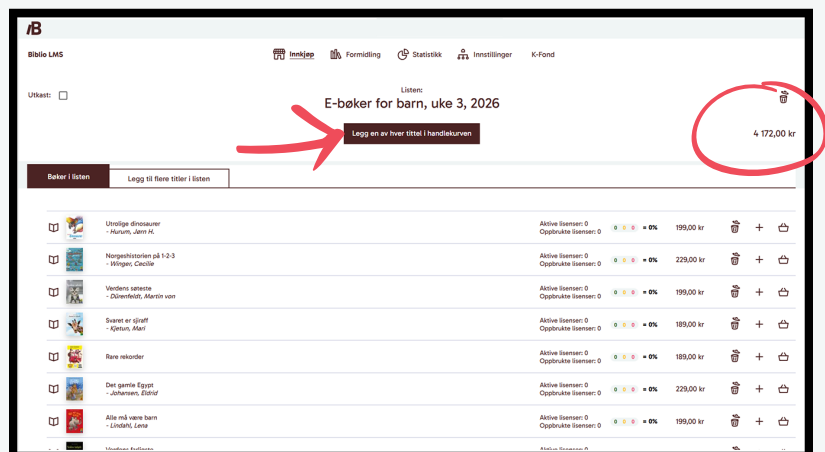 iB
Biblio LMS
Innkjøp
Formidling
Statistikk
Innstillinger
K-Fond
Utkast:
Listen:
E-bøker for barn, uke 3, 2026
Legg en av hver tittel i handlekurven
4 172,00 kr
Bøker i listen
Legg til flere titler i listen
Utrolige dinosaurer
- Hurum, Jørn H.
Aktive lisenser: 0
Oppbrukte lisenser: 0
0 0 0 = 0%
199,00 kr
Norgeshistorien på 1-2-3
- Winger, Cecilie
Aktive lisenser: 0
Oppbrukte lisenser: 0
0 0 0 = 0%
229,00 kr
Verdens søteste
- Dürenfeldt, Martin von
Aktive lisenser: 0
Oppbrukte lisenser: 0
0 0 0 = 0%
199,00 kr
Svaret er sjiraff
- Kjetun, Mari
Aktive lisenser: 0
Oppbrukte lisenser: 0
0 0 0 = 0%
189,00 kr
Rare rekorder
Aktive lisenser: 0
Oppbrukte lisenser: 0
0 0 0 = 0%
189,00 kr
Det gamle Egypt
- Johansen, Eldrid
Aktive lisenser: 0
Oppbrukte lisenser: 0
0 0 0 = 0%
229,00 kr
Alle må være barn
- Lindahl, Lena
Aktive lisenser: 0
Oppbrukte lisenser: 0
0 0 0 = 0%
199,00 kr